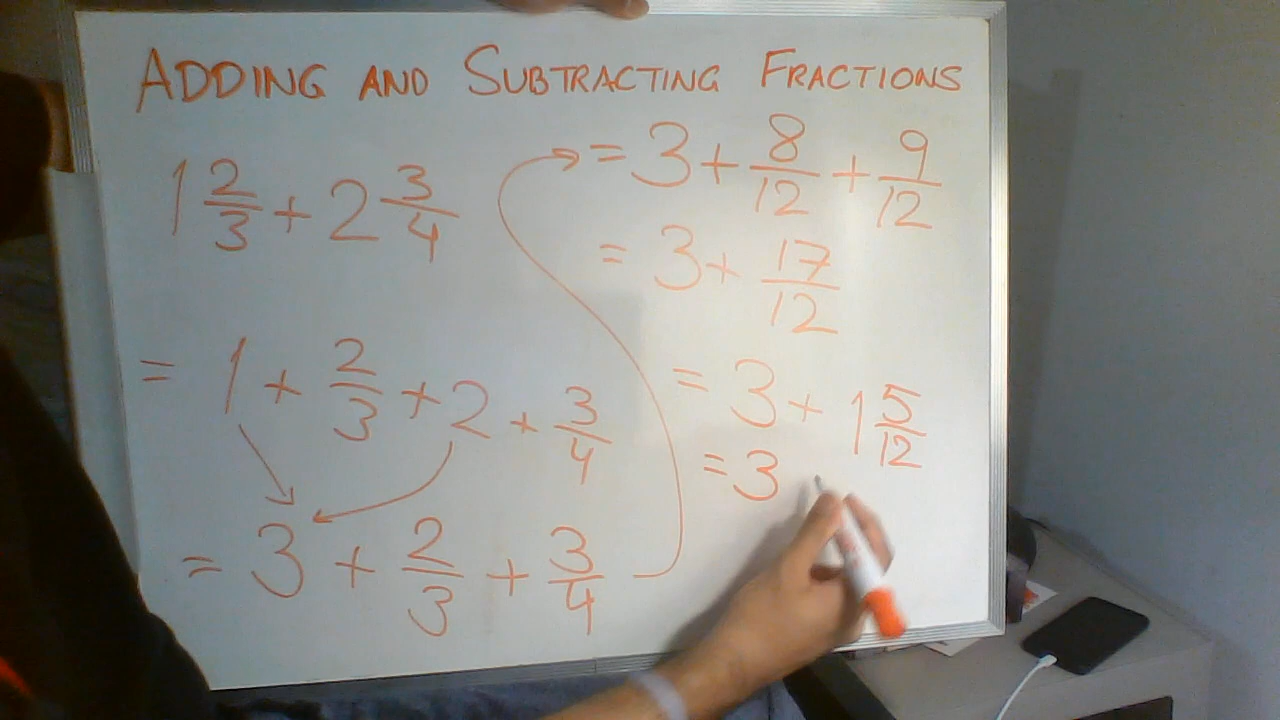 ADDING AND SUBTRACTING FRACTIONS
1 2/3 + 2 3/4
= 1 + 2/3 + 2 + 3/4
= 3 + 2/3 + 3/4
= 3 + 8/12 + 9/12
= 3 + 17/12
= 3 + 1 5/12
= 3